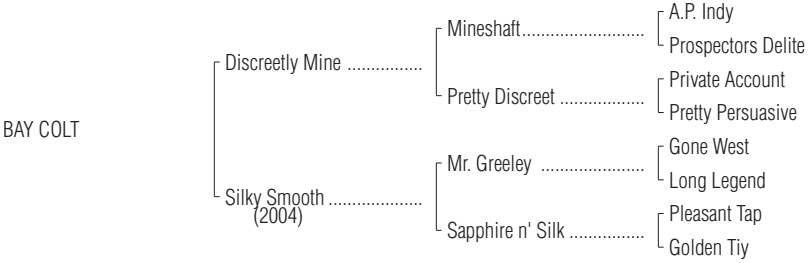 A.P. Indy
Mineshaft.........................
Prospectors Delite
Discreetly Mine ................
Private Account
Pretty Discreet ..................
Pretty Persuasive
BAY COLT
Gone West
Mr. Greeley ......................
Long Legend
Silky Smooth ....................
(2004)
Pleasant Tap
Sapphire n' Silk ................
Golden Tiy